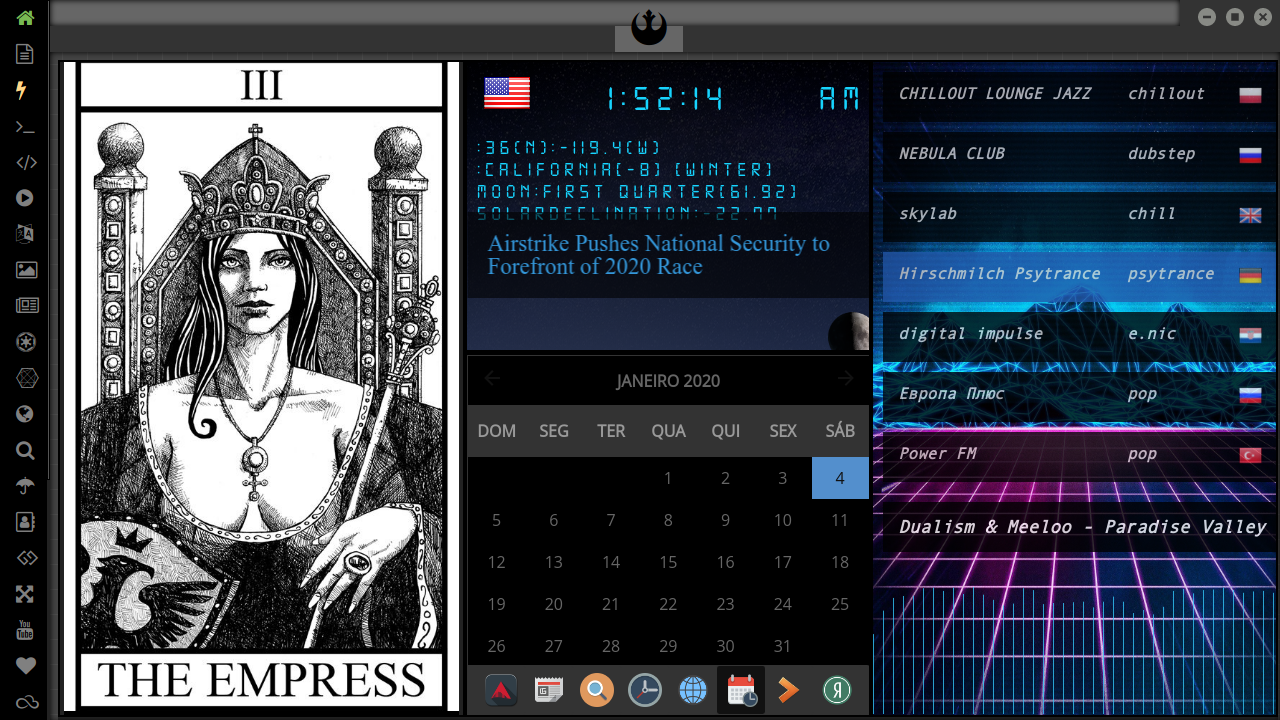 III
THE EMPRESS
1:52:14 AM
:36(N):-119.4(W)
:CALIFORNIA(-8) (WINTER)
MOON:FIRST QUARTER(61.92)
Airstrike Pushes National Security to
Forefront of 2020 Race
JANEIRO 2020
DOM SEG TER QUA QUI SEX SÁB
1 2 3 4
5 6 7 8 9 10 11
12 13 14 15 16 17 18
19 20 21 22 23 24 25
26 27 28 29 30 31
CHILLOUT LOUNGE JAZZ chillout
NEBULA CLUB dubstep
skylab chill
Hirschmilch Psytrance psytrance
digital impulse e.nic
Европа Плюс pop
Power FM pop
Dualism & Meeloo - Paradise Valley
You
Tube
Я